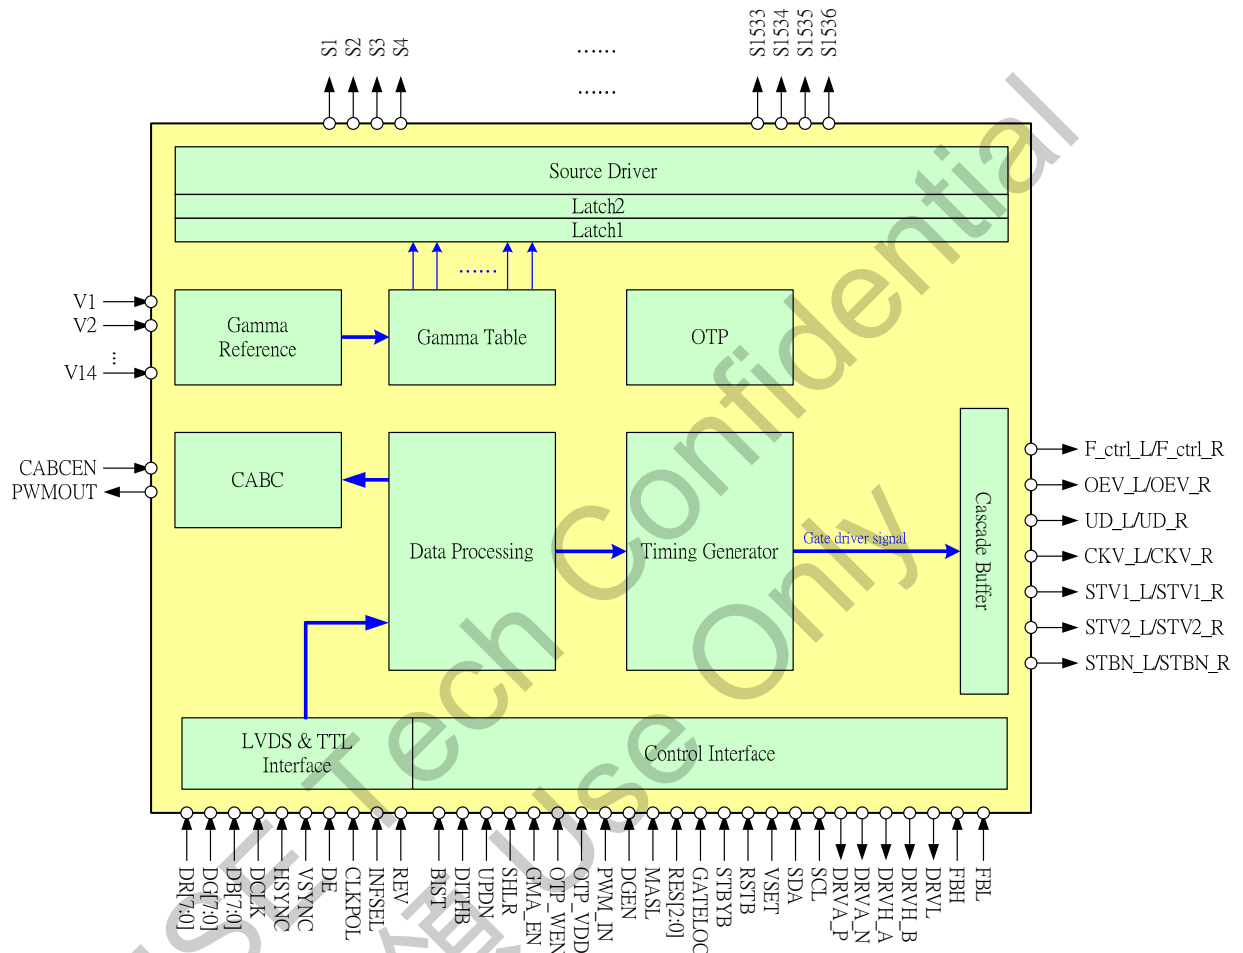 S1
S2
S3
S4
......
S1533
S1534
S1535
S1536
......
Source Driver
Latch2
Latch1
......
V1
V2
...
V14
Gamma
Reference
Gamma Table
OTP
CABCEN
PWMOUT
CABC
Data Processing
Timing Generator
Gate driver signal
Cascade Buffer
F_ctrl_L/F_ctrl_R
OEV_L/OEV_R
UD_L/UD_R
CKV_L/CKV_R
STV1_L/STV1_R
STV2_L/STV2_R
STBN_L/STBN_R
LVDS & TTL
Interface
Control Interface
DR[7:0]
DG[7:0]
DB[7:0]
DCLK
HSYNC
VSYNC
DE
CLKPOL
INFSEL
REV
BIST
DITHB
UPDN
SHLR
GMA_EN
OTP_WEN
OTP_VDD
PWM_IN
DGEN
MASL
RES[2:0]
GATELOC
STBYB
RSTB
VSET
SDA
SCL
DRVA_P
DRVA_N
DRVH_A
DRVH_B
DRVL
FBH
FBL
Tech Confidential
Use Only